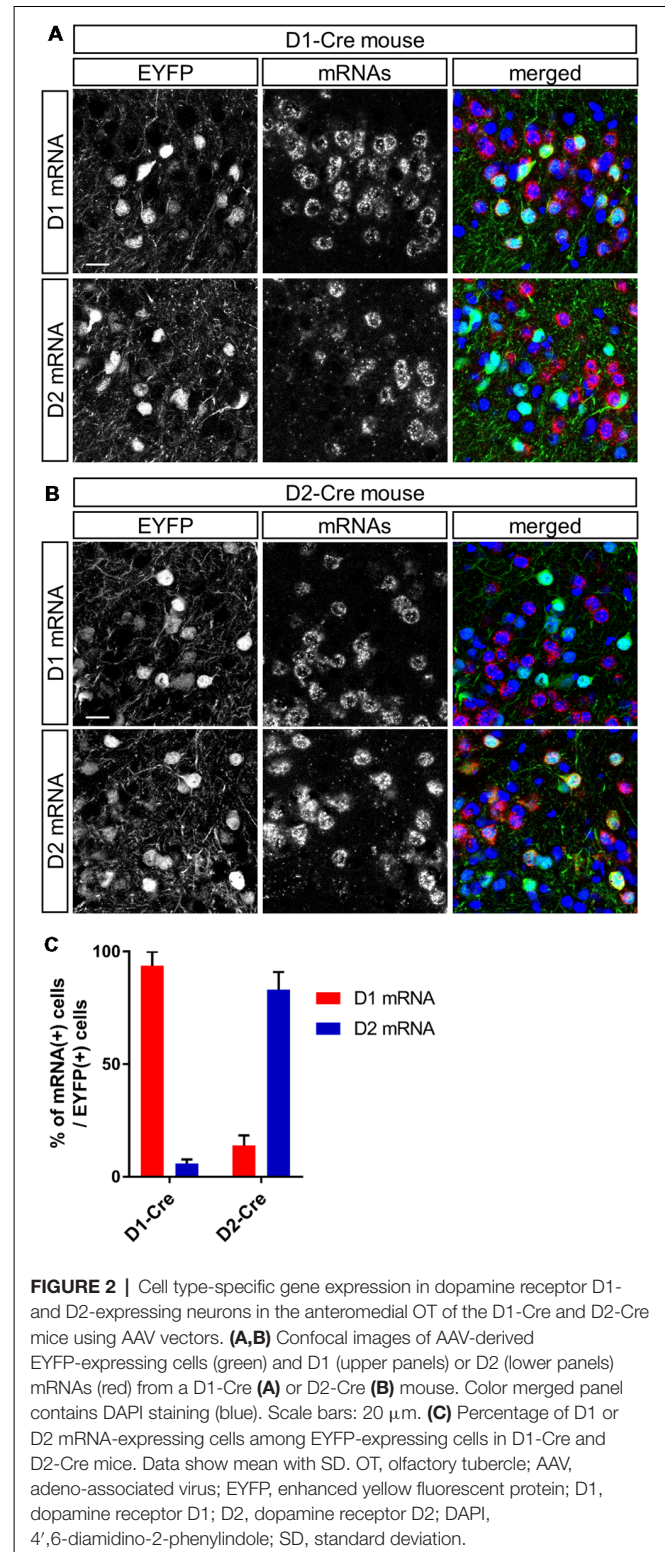 A
D1-Cre mouse
EYFP mRNAs merged
D1 mRNA
D2 mRNA
B
D2-Cre mouse
EYFP mRNAs merged
D1 mRNA
D2 mRNA
C
100
50
0
% of mRNA(+) cells
/ EYFP(+) cells
D1-Cre
D2-Cre
D1 mRNA
D2 mRNA
FIGURE 2 | Cell type-specific gene expression in dopamine receptor D1-
and D2-expressing neurons in the anteromedial OT of the D1-Cre and D2-Cre
mice using AAV vectors. (A,B) Confocal images of AAV-derived
EYFP-expressing cells (green) and D1 (upper panels) or D2 (lower panels)
mRNAs (red) from a D1-Cre (A) or D2-Cre (B) mouse. Color merged panel
contains DAPI staining (blue). Scale bars: 20 μm. (C) Percentage of D1 or
D2 mRNA-expressing cells among EYFP-expressing cells in D1-Cre and
D2-Cre mice. Data show mean with SD. OT, olfactory tubercle; AAV,
adeno-associated virus; EYFP, enhanced yellow fluorescent protein; D1,
dopamine receptor D1; D2, dopamine receptor D2; DAPI,
4′,6-diamidino-2-phenylindole; SD, standard deviation.